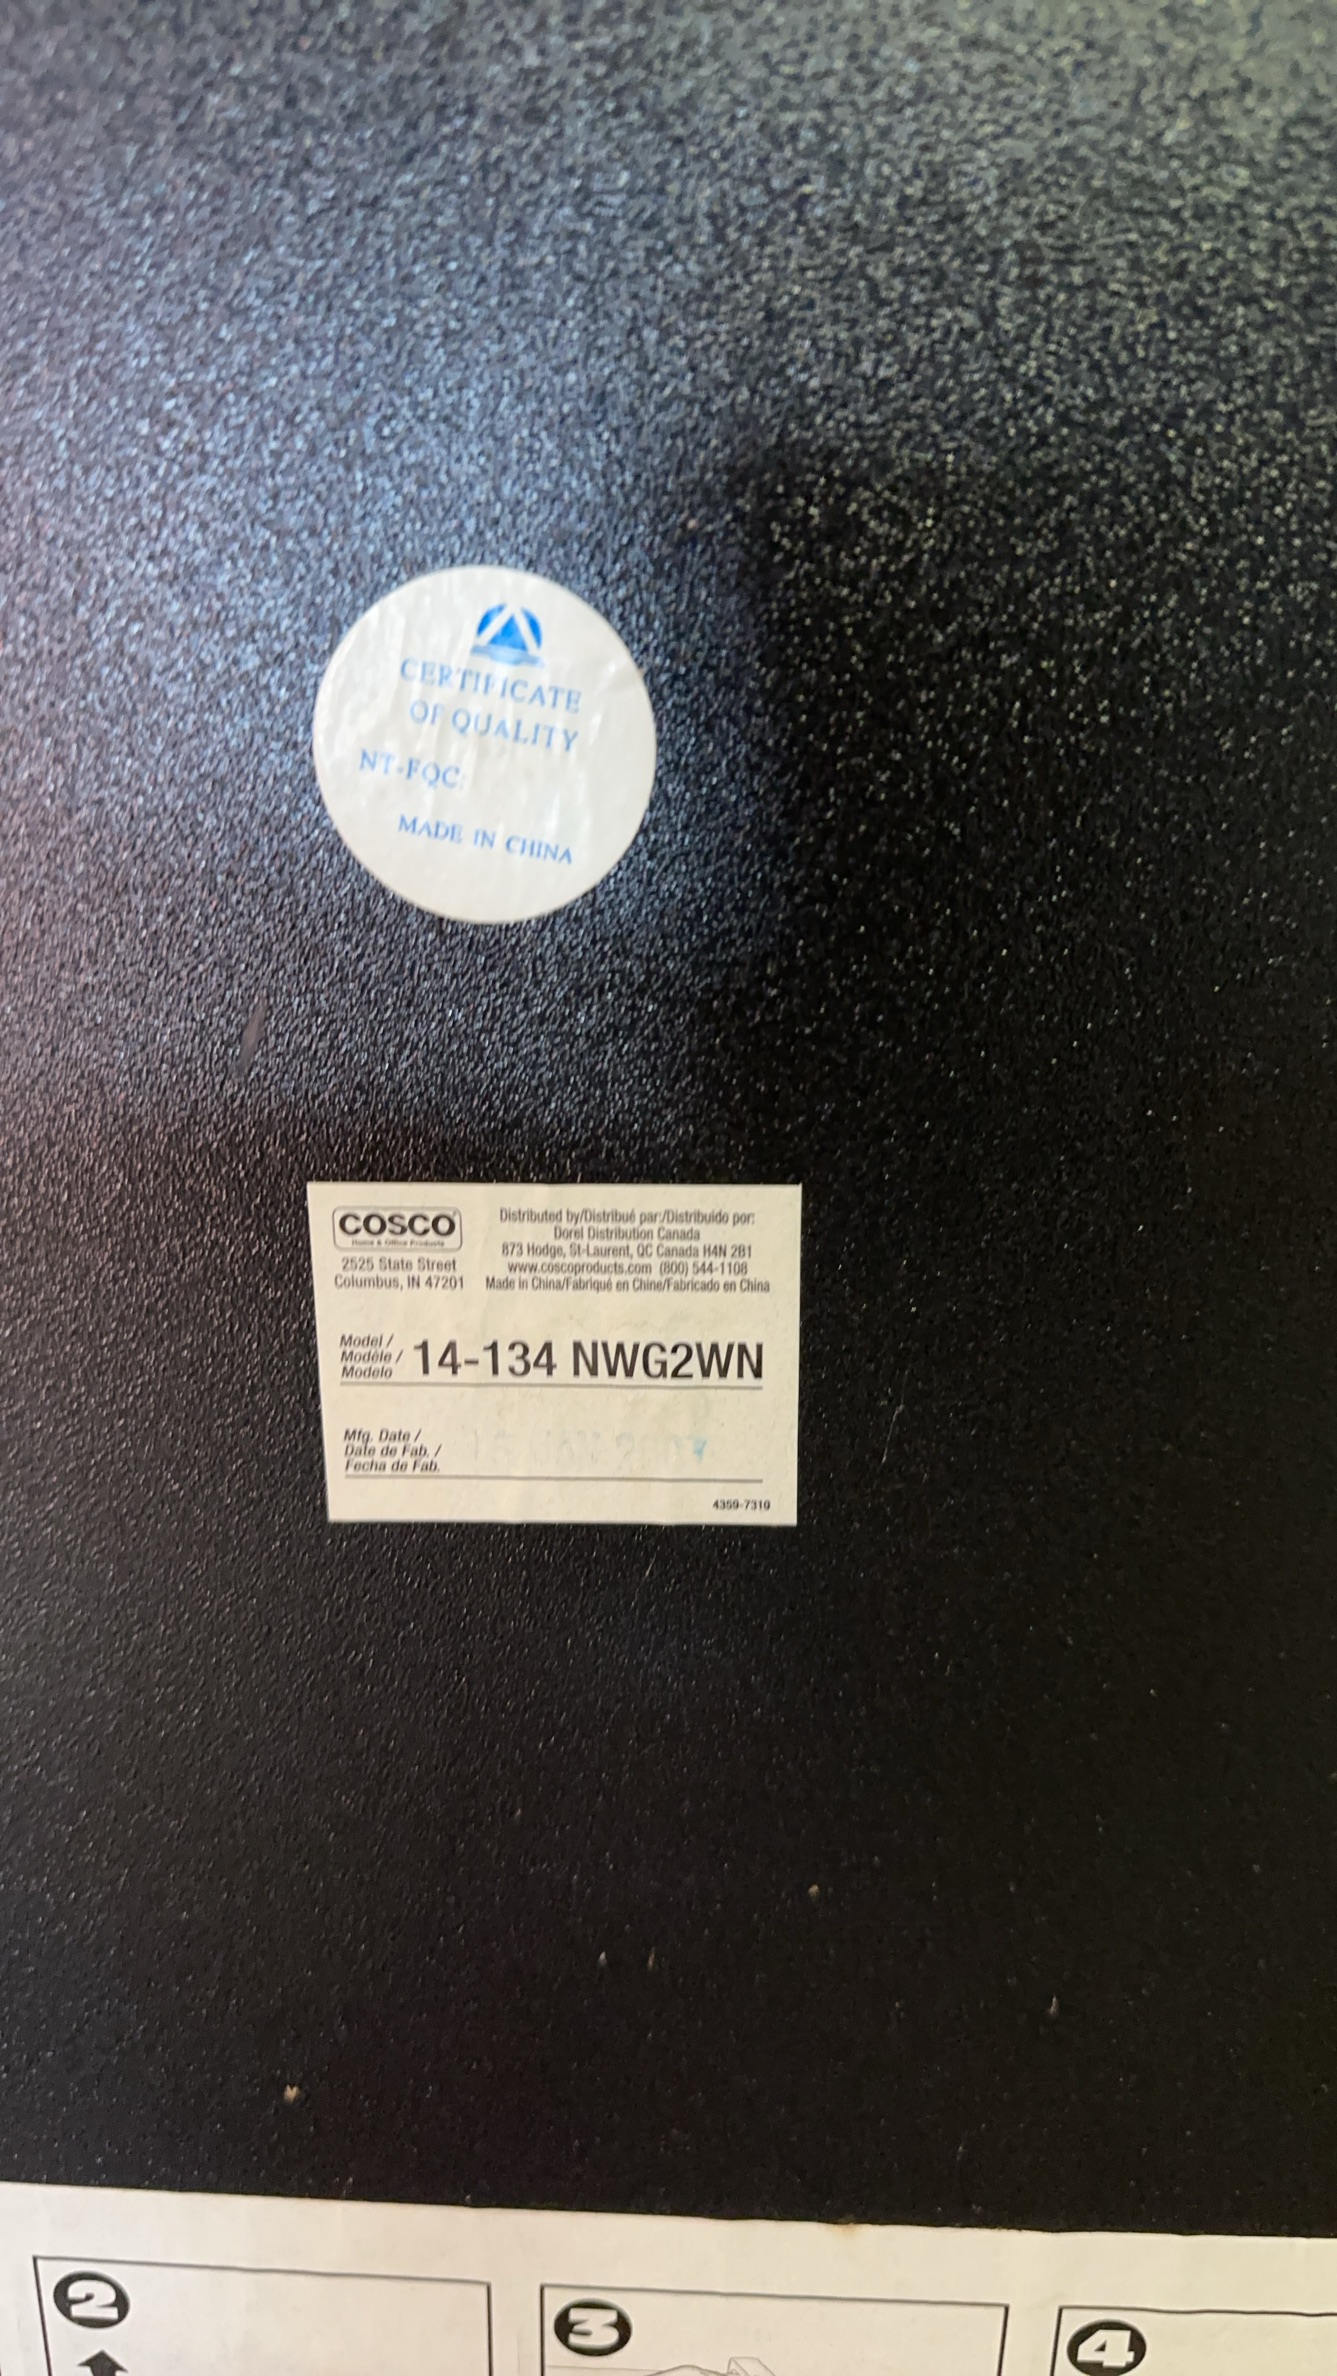 CERTIFICATE
OF QUALITY
NT-FQC:
MADE IN CHINA
COSCO
Home & Office Products
2525 State Street
Columbus, IN 47201
Distributed by/Distribué par:/Distribuido por:
Dorel Distribution Canada
873 Hodge, St-Laurent, QC Canada H4N 2B1
www.coscoproducts.com (800) 544-1108
Made in China/Fabriqué en Chine/Fabricado en China
Model /
Modèle /
Modelo
14-134 NWG2WN
Mfg. Date /
Date de Fab. /
Fecha de Fab.
4359-7310
2
3
4